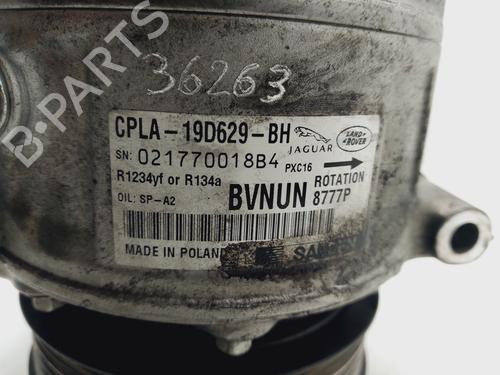 36263
CPLA-19D629-BH
JAGUAR
LAND ROVER
SN: 021770018B4
PXC16
R1234yf or R134a
BVNUN
ROTATION
8777P
OIL: SP-A2
MADE IN POLAND
B-Parts